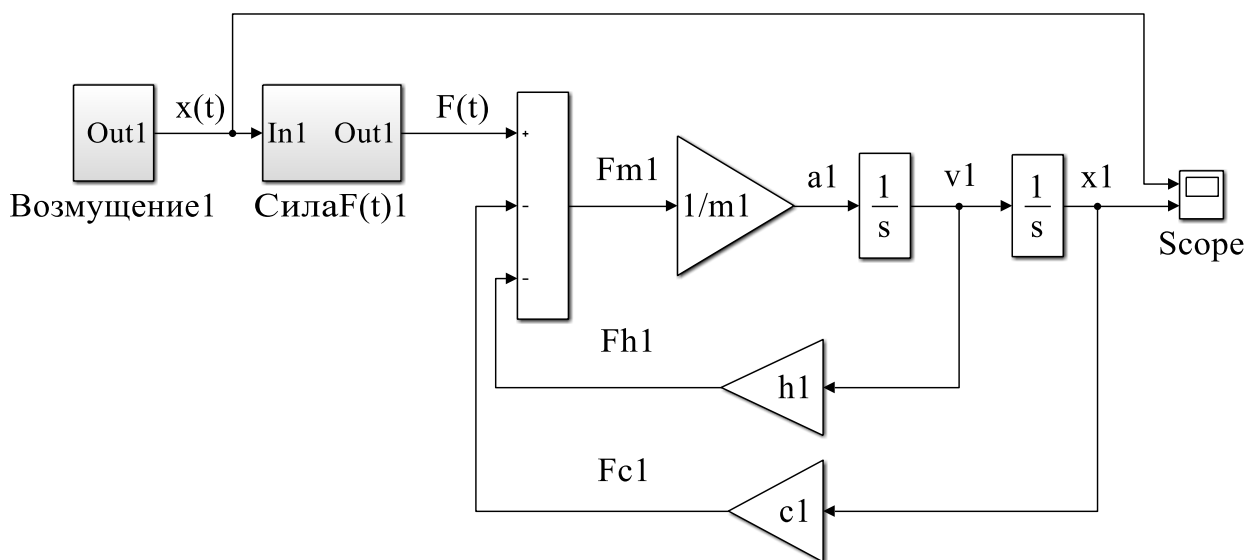 x(t)
F(t)
Out1
In1
Out1
+
−
−
Fm1
1/m1
a1
1
s
v1
1
s
x1
Возмущение1
СилаF(t)1
Scope
Fh1
h1
Fc1
c1